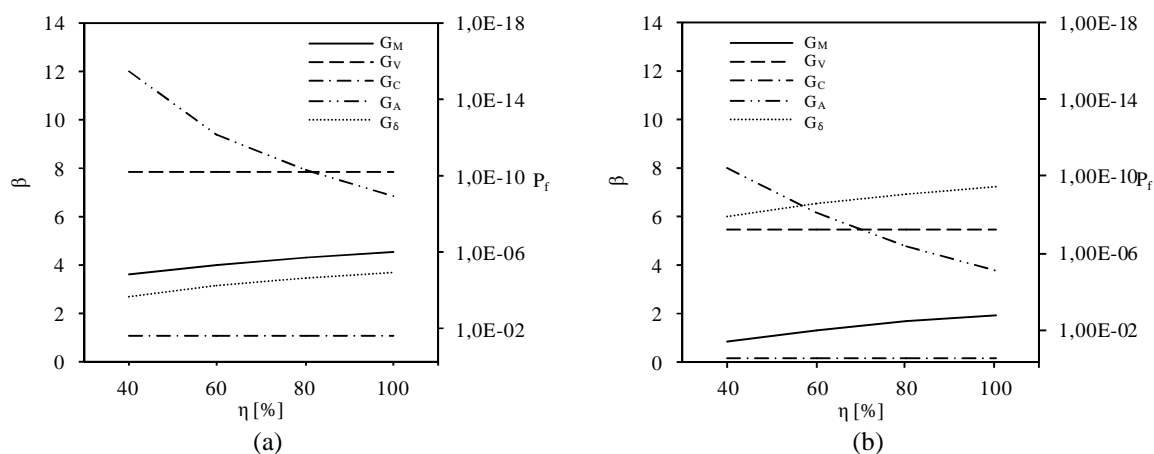 14
12
10
8
6
4
2
0
β
1,0E-18
1,0E-14
1,0E-10
1,0E-06
1,0E-02
P_f
G_M
G_V
G_C
G_A
G_δ
40 60 80 100
η [%]
(a)
14
12
10
8
6
4
2
0
β
1,00E-18
1,00E-14
1,00E-10
1,00E-06
1,00E-02
P_f
G_M
G_V
G_C
G_A
G_δ
40 60 80 100
η [%]
(b)